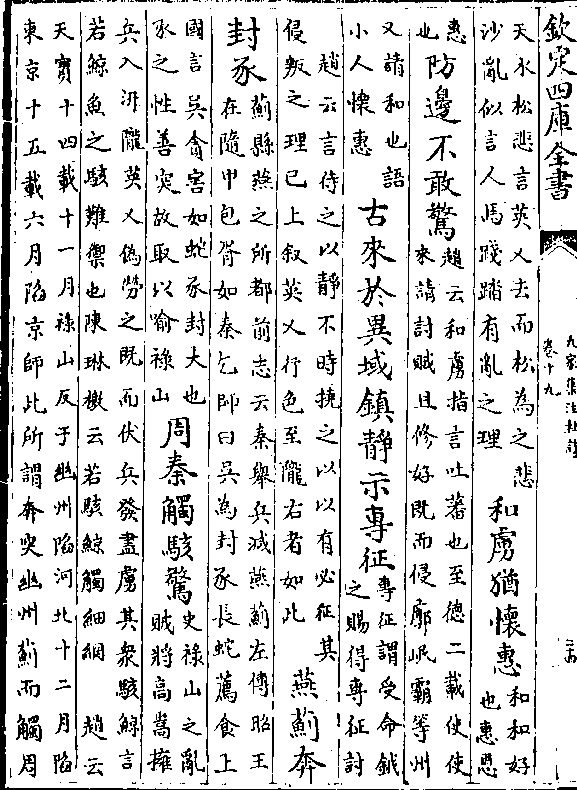 欽定四庫全書
九家集注杜詩
卷十九
天水松悲言英乂去而松為之悲
沙亂似言人馬踐踏有亂之理
和虜猶懷惠
和和好
也惠恩
惠
也
防邊不敢驚
趙云和虜指言吐蕃也至德二載使使
來請討賊且修好既而侵廓岷霸等州
又請和也語
小人懷惠
古來於異域鎮静示專征
專征謂受命鈇
之賜得專征討
趙云言侍之以静不時撓之以以有必征其
侵叛之理已上叙英乂行色至隴右者如此
燕薊奔
封豕
薊縣燕之所都前志云秦舉兵滅燕薊左傳昭王
在隨申包胥如秦乞師曰吳為封豕長蛇薦食上
國言吳貪害如蛇豕封大也
豕之性善突故取以喻祿山
周秦觸駭驚
史祿山之亂
賊將高嵩擁
兵入汧隴英乂偽勞之既而伏兵發盡虜其衆駭鯨言
若鯨魚之駭難禦也陳琳檄云若駭鯨觸細網 趙云
天寶十四載十一月祿山反于幽州陷河北十二月陷
東京十五載六月陷京師此所謂奔突幽州薊而觸周